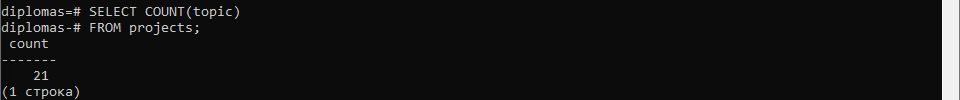 diplomas=# SELECT COUNT(topic)
diplomas-# FROM projects;
 count
-------
    21
(1 строка)